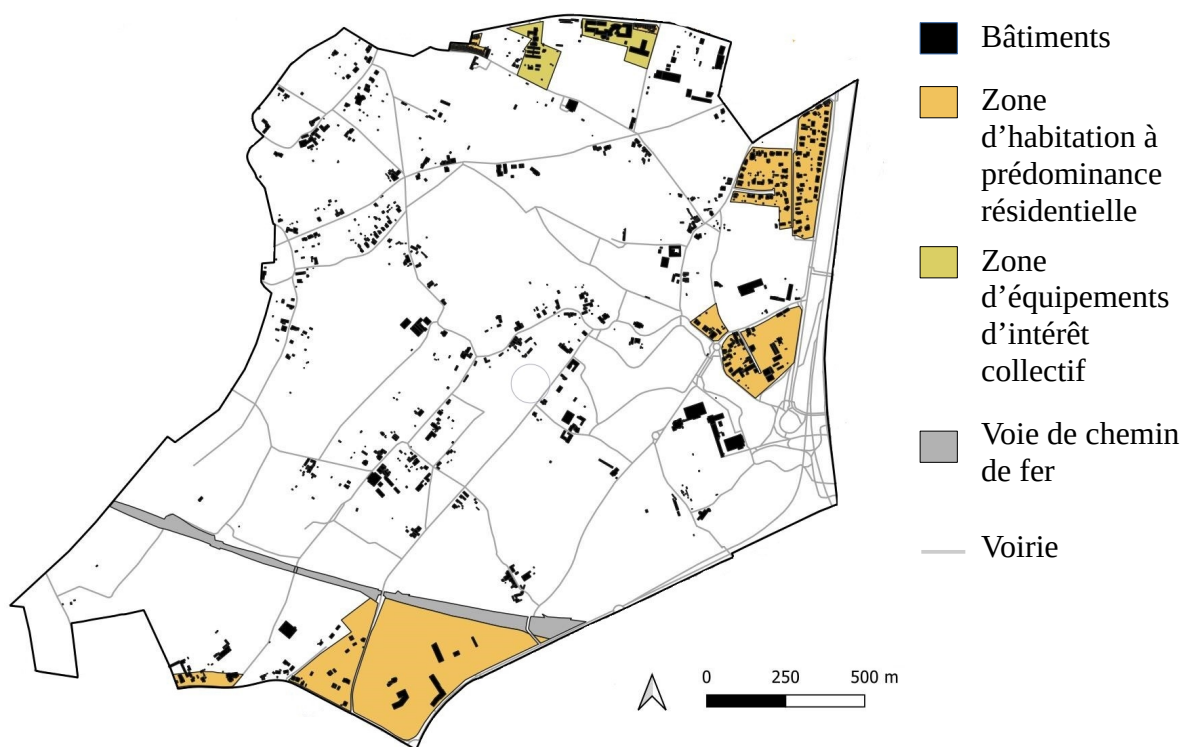 Bâtiments
Zone
d’habitation à
prédominance
résidentielle
Zone
d’équipements
d’intérêt
collectif
Voie de chemin
de fer
Voirie
0 250 500 m